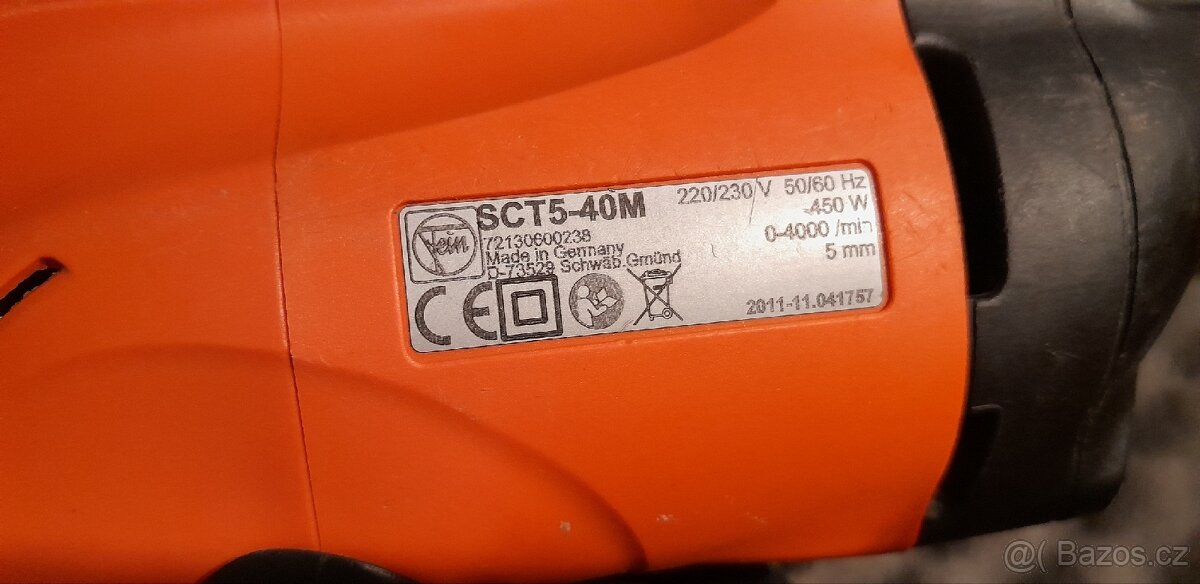 Fein
SCT5-40M
72130600238
Made in Germany
D-73529 Schwäb.Gmünd
CE
220/230 V 50/60 Hz
450 W
0-4000 /min
5 mm
2011-11.041757
@( Bazos.cz